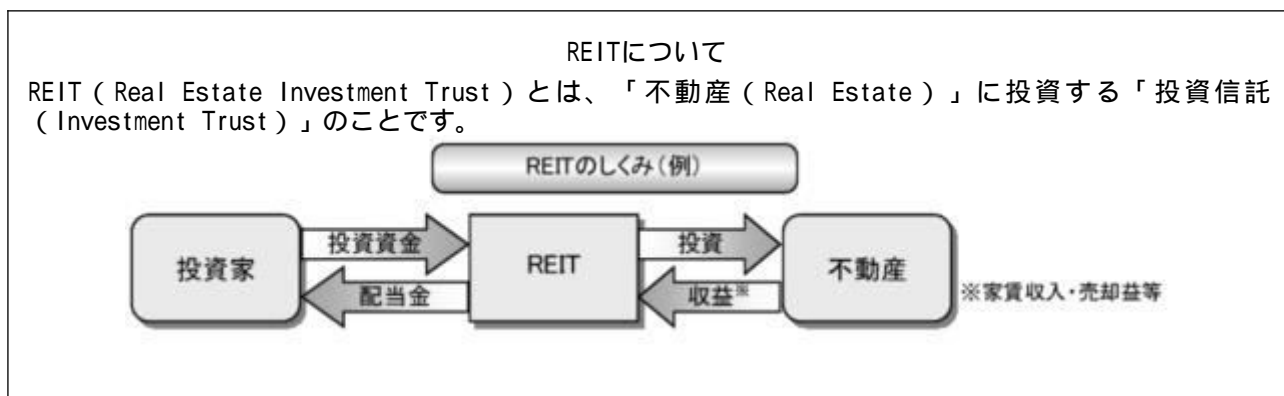 REITについて
REIT（Real Estate Investment Trust）とは、「不動産（Real Estate）」に投資する「投資信託
（Investment Trust）」のことです。
REITのしくみ（例）
投資家
投資資金
配当金
REIT
投資
収益※
不動産
※家賃収入・売却益等